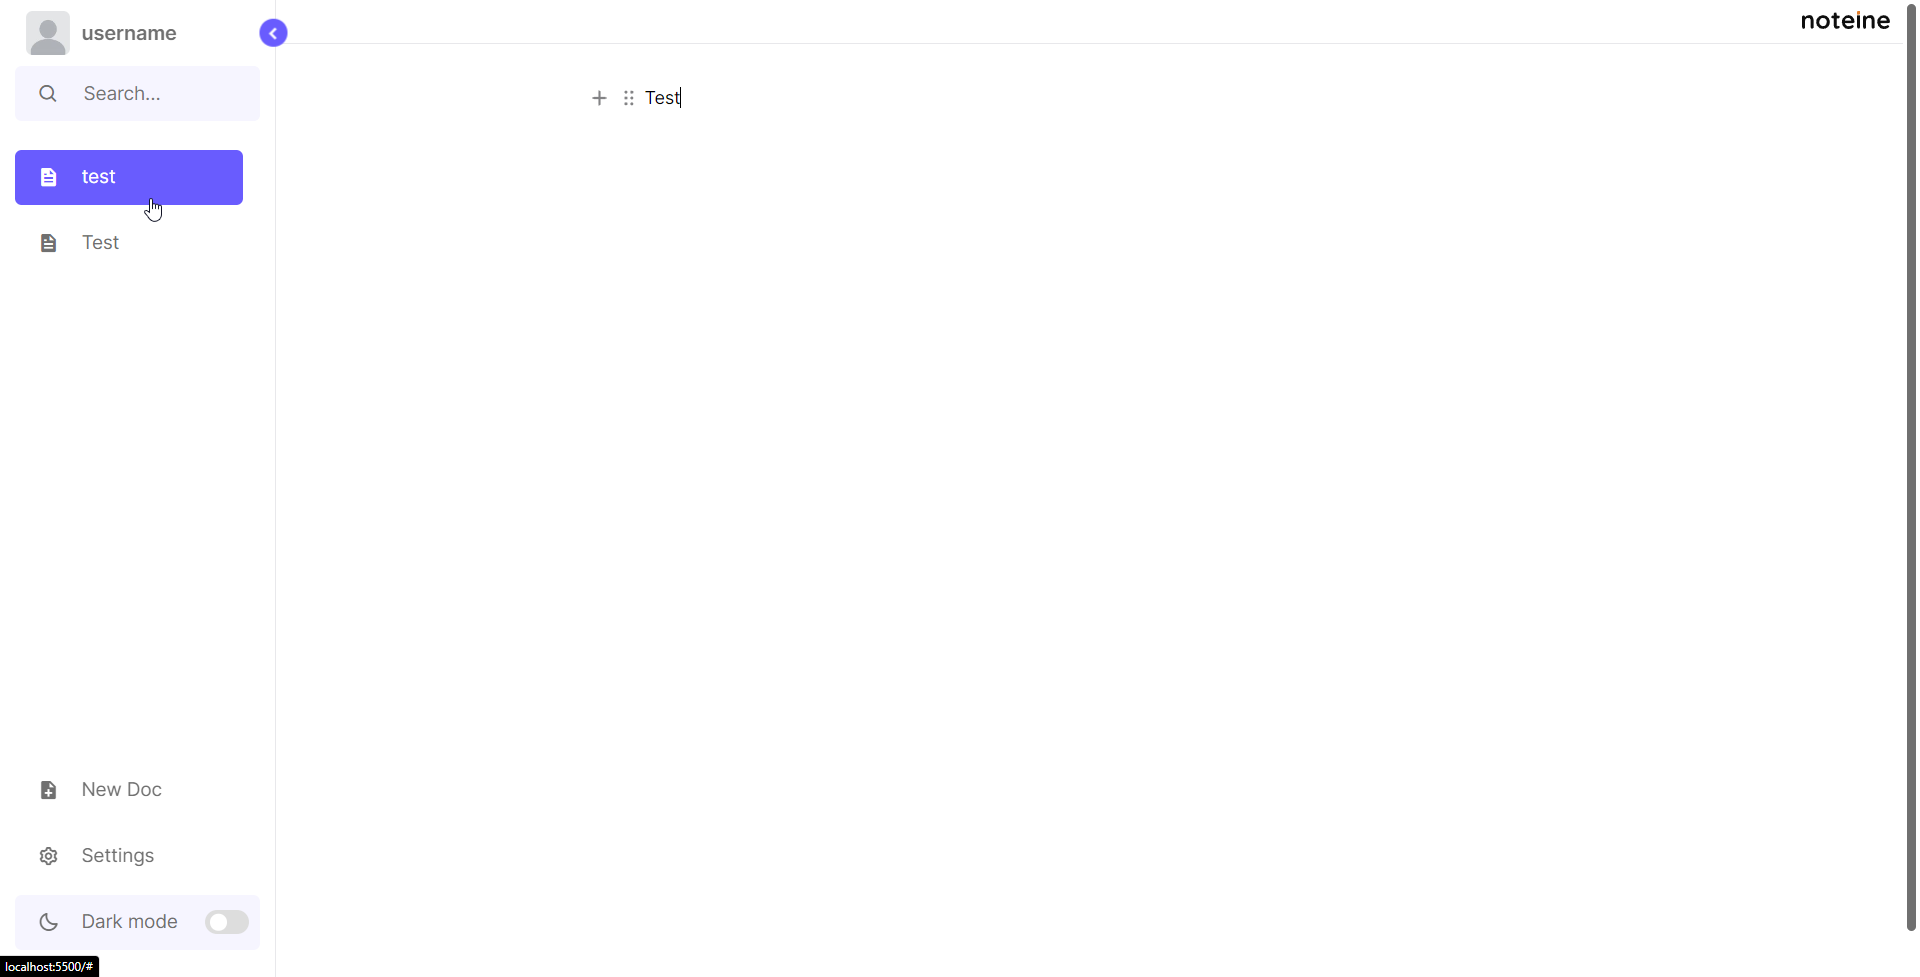 username
noteine
Search...
Test
test
Test
New Doc
Settings
Dark mode
localhost:5500/#